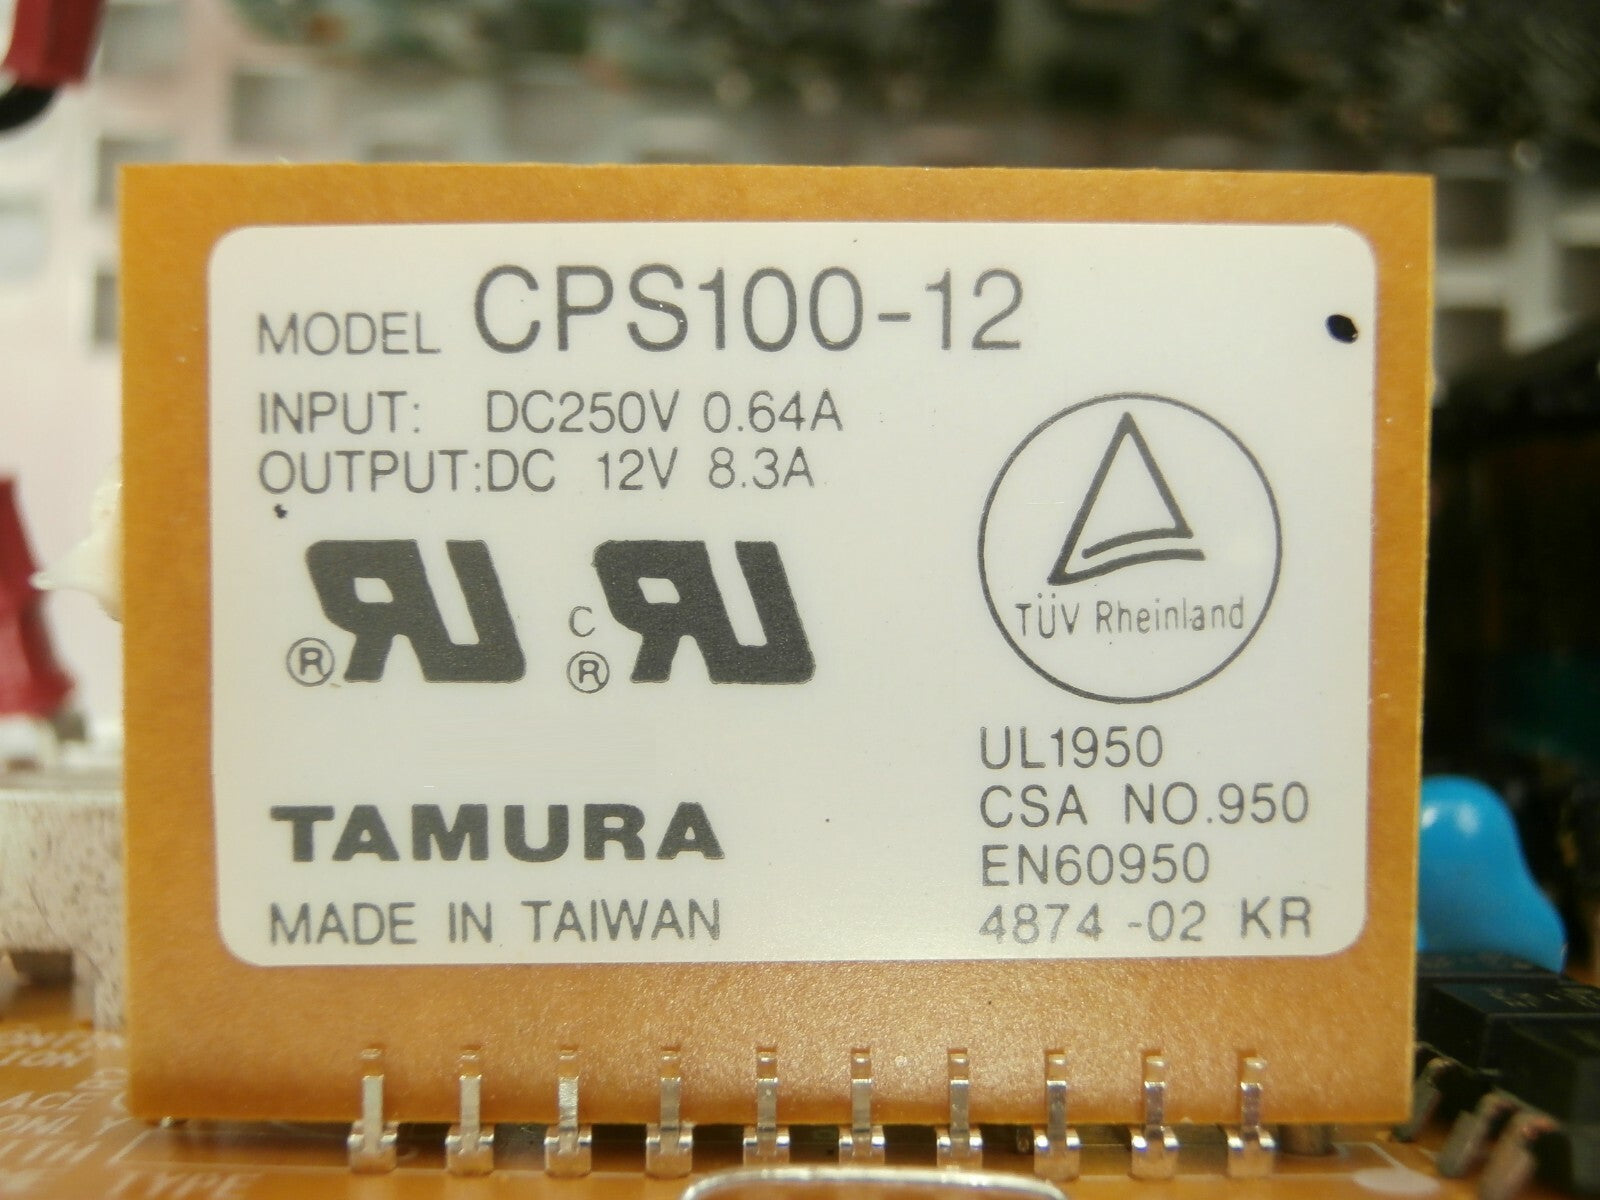 MODEL CPS100-12
INPUT: DC250V 0.64A
OUTPUT:DC 12V 8.3A
C
®
®
TÜV Rheinland
UL1950
CSA NO.950
EN60950
4874-02 KR
TAMURA
MADE IN TAIWAN
TYPE